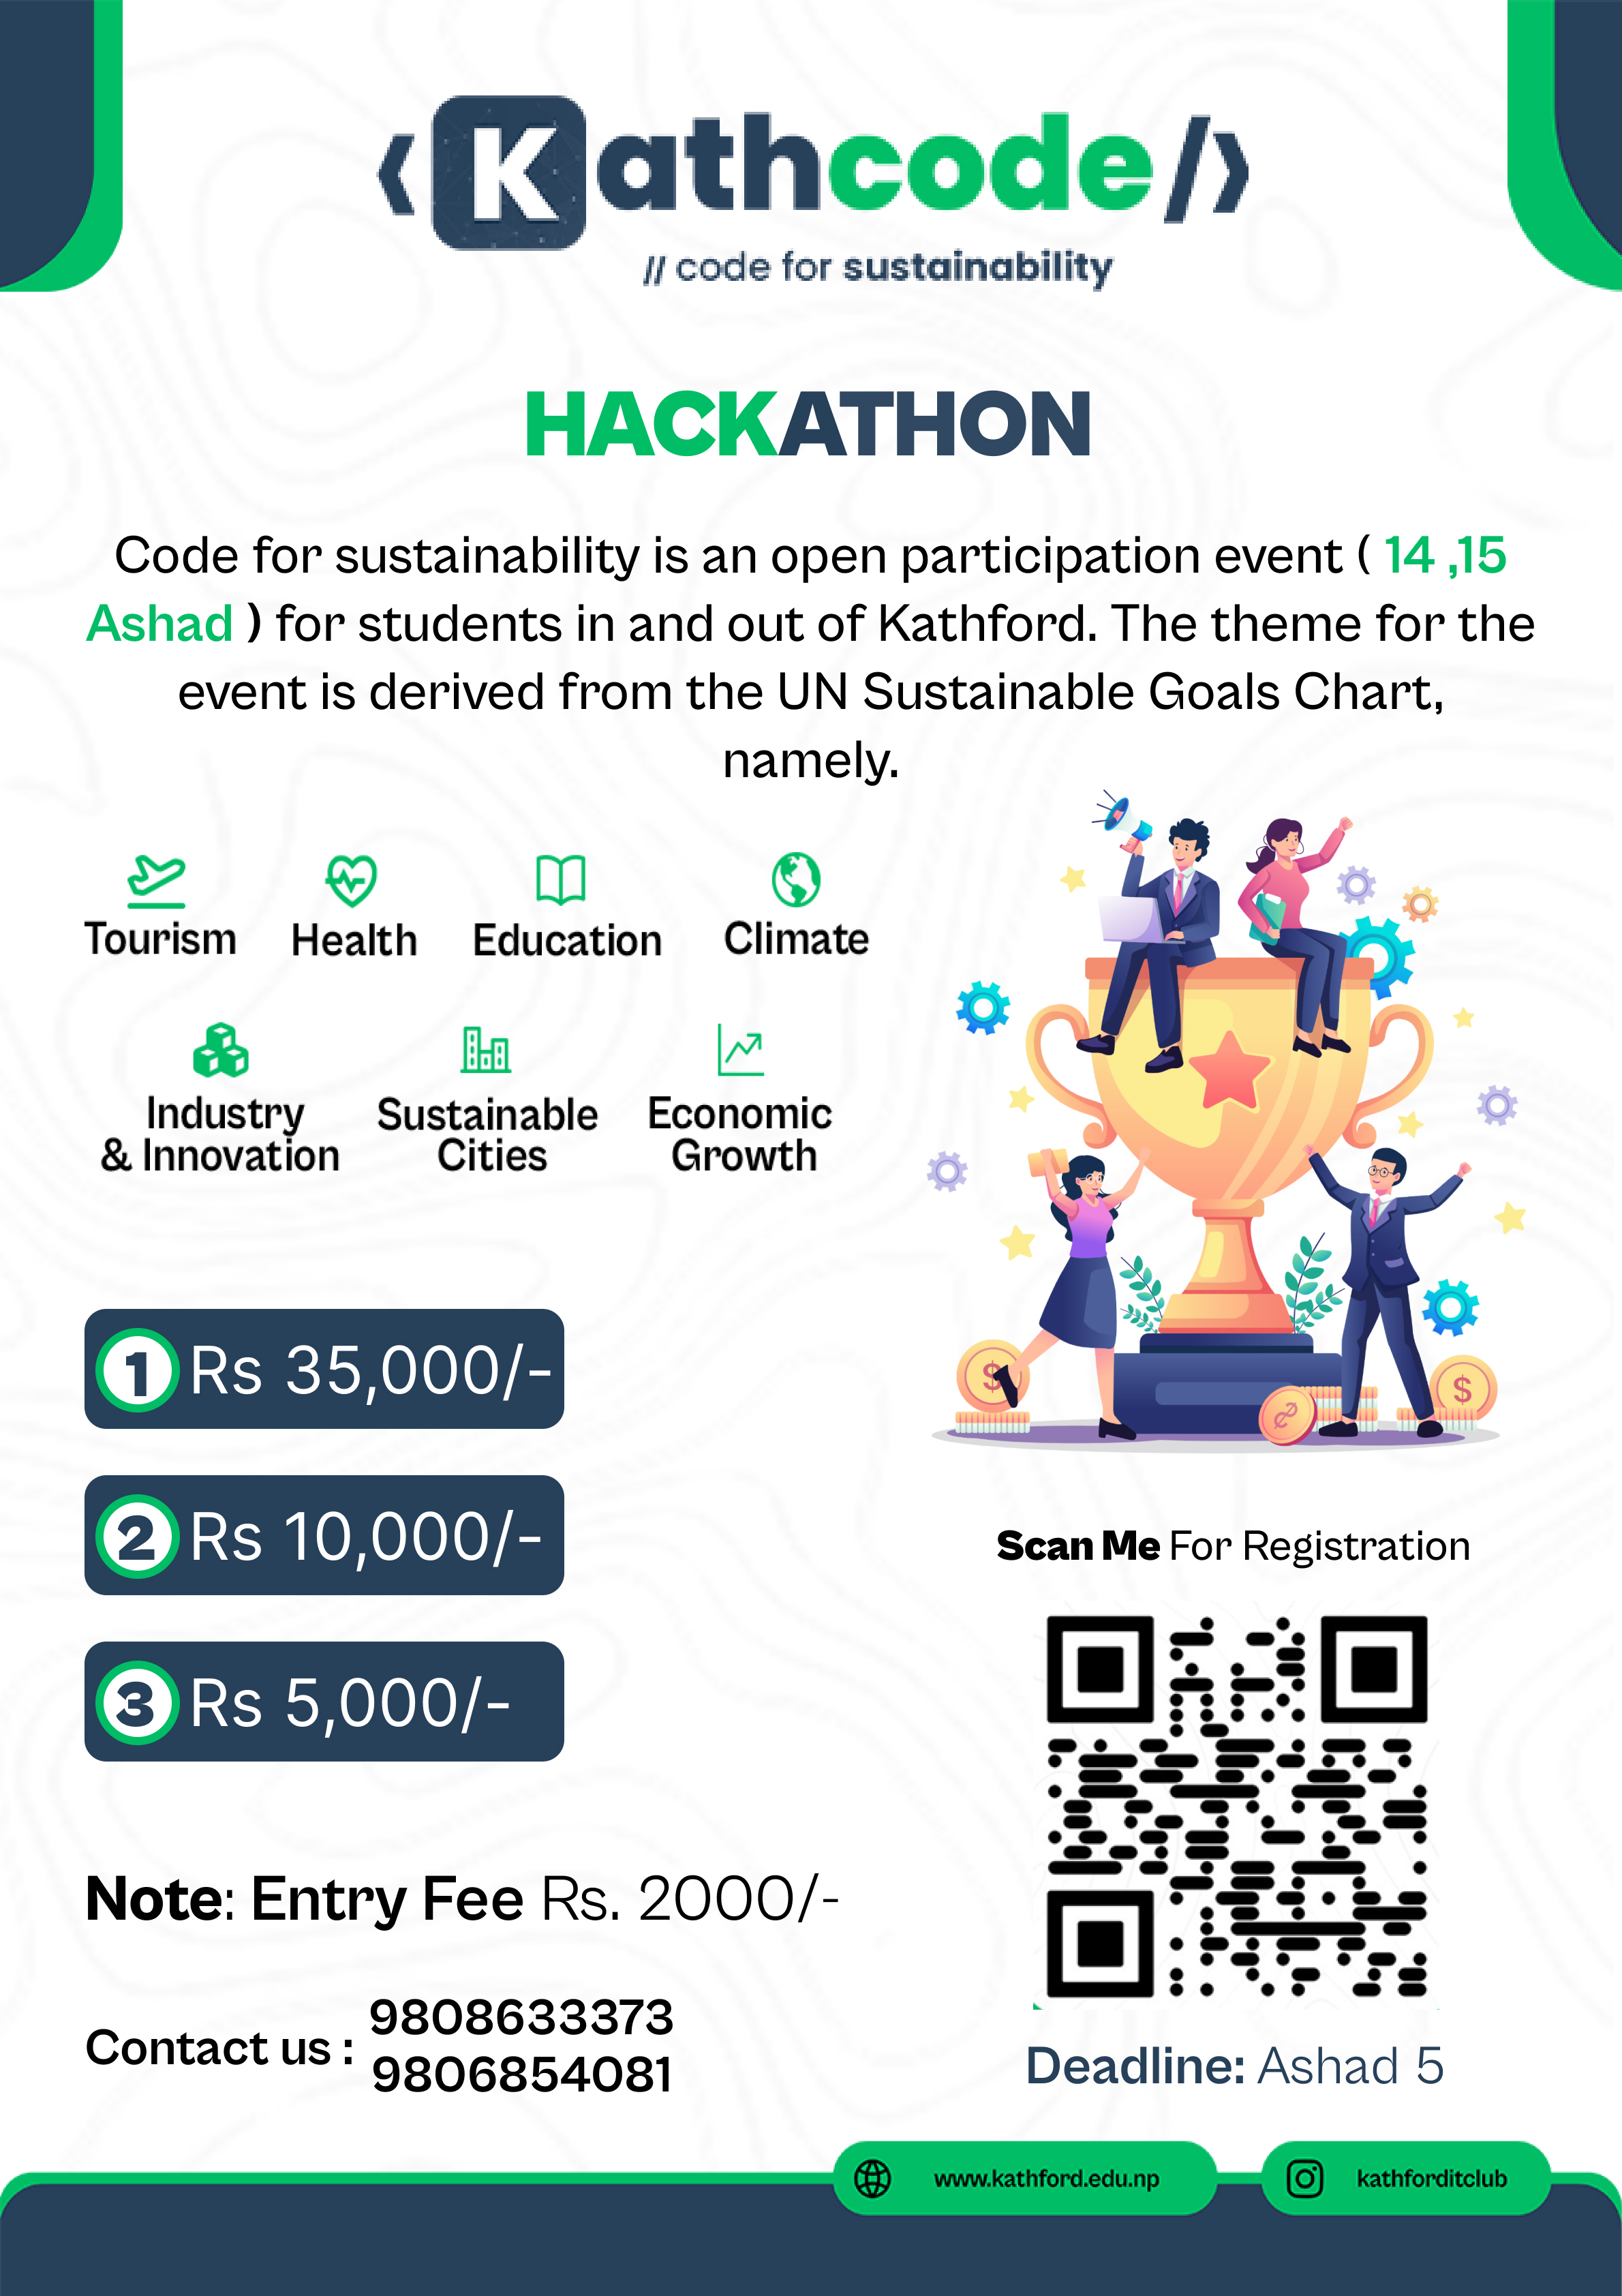 Kathcode/>
// code for sustainability
HACKATHON
Code for sustainability is an open participation event ( 14 ,15
Ashad ) for students in and out of Kathford. The theme for the
event is derived from the UN Sustainable Goals Chart,
namely.
Tourism
Health
Education
Climate
Industry
& Innovation
Sustainable
Cities
Economic
Growth
1 Rs 35,000/-
2 Rs 10,000/-
3 Rs 5,000/-
Scan Me For Registration
Note: Entry Fee Rs. 2000/-
Contact us :
9808633373
9806854081
Deadline: Ashad 5
www.kathford.edu.np
kathforditclub